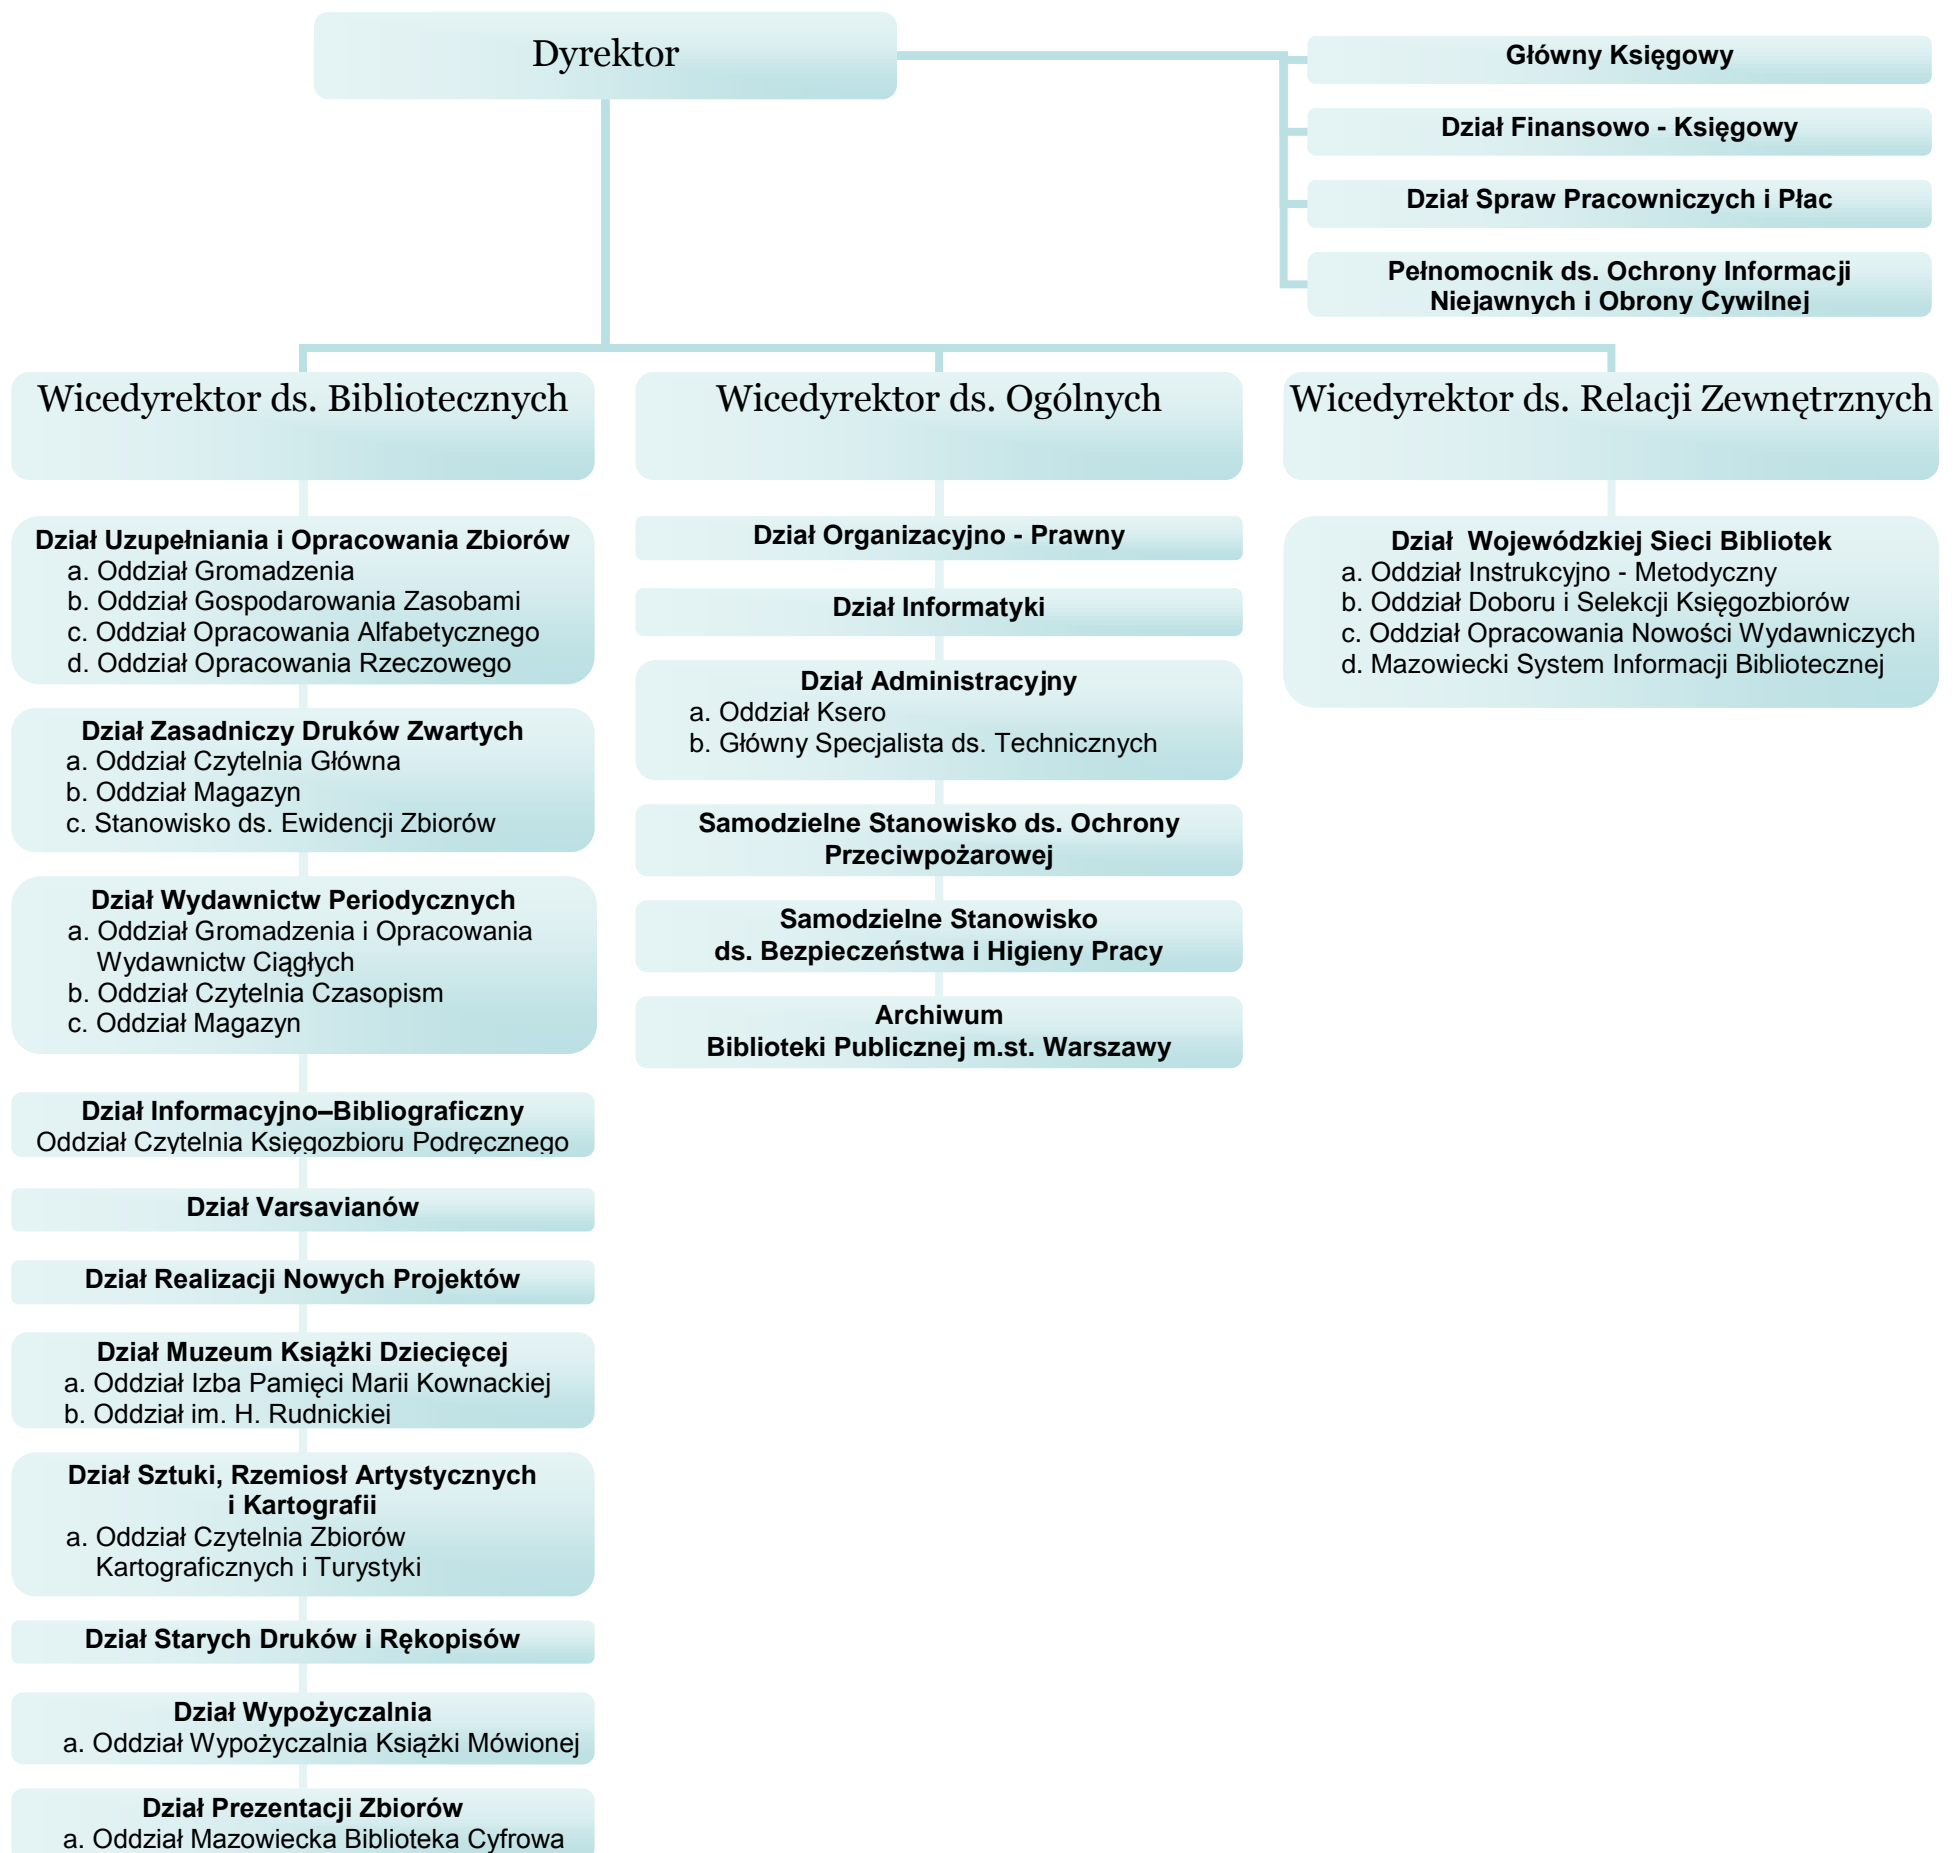 Dyrektor
Główny Księgowy
Dział Finansowo - Księgowy
Dział Spraw Pracowniczych i Płac
Pełnomocnik ds. Ochrony Informacji
Niejawnych i Obrony Cywilnej
Wicedyrektor ds. Bibliotecznych
Dział Uzupełniania i Opracowania Zbiorów
a. Oddział Gromadzenia
b. Oddział Gospodarowania Zasobami
c. Oddział Opracowania Alfabetycznego
d. Oddział Opracowania Rzeczowego
Dział Zasadniczy Druków Zwartych
a. Oddział Czytelnia Główna
b. Oddział Magazyn
c. Stanowisko ds. Ewidencji Zbiorów
Dział Wydawnictw Periodycznych
a. Oddział Gromadzenia i Opracowania
Wydawnictw Ciągłych
b. Oddział Czytelnia Czasopism
c. Oddział Magazyn
Dział Informacyjno–Bibliograficzny
Oddział Czytelnia Księgozbioru Podręcznego
Dział Varsavianów
Dział Realizacji Nowych Projektów
Dział Muzeum Książki Dziecięcej
a. Oddział Izba Pamięci Marii Kownackiej
b. Oddział im. H. Rudnickiej
Dział Sztuki, Rzemiosł Artystycznych
i Kartografii
a. Oddział Czytelnia Zbiorów
Kartograficznych i Turystyki
Dział Starych Druków i Rękopisów
Dział Wypożyczalnia
a. Oddział Wypożyczalnia Książki Mówionej
Dział Prezentacji Zbiorów
a. Oddział Mazowiecka Biblioteka Cyfrowa
Wicedyrektor ds. Ogólnych
Dział Organizacyjno - Prawny
Dział Informatyki
Dział Administracyjny
a. Oddział Ksero
b. Główny Specjalista ds. Technicznych
Samodzielne Stanowisko ds. Ochrony
Przeciwpożarowej
Samodzielne Stanowisko
ds. Bezpieczeństwa i Higieny Pracy
Archiwum
Biblioteki Publicznej m.st. Warszawy
Wicedyrektor ds. Relacji Zewnętrznych
Dział Wojewódzkiej Sieci Bibliotek
a. Oddział Instrukcyjno - Metodyczny
b. Oddział Doboru i Selekcji Księgozbiorów
c. Oddział Opracowania Nowości Wydawniczych
d. Mazowiecki System Informacji Bibliotecznej